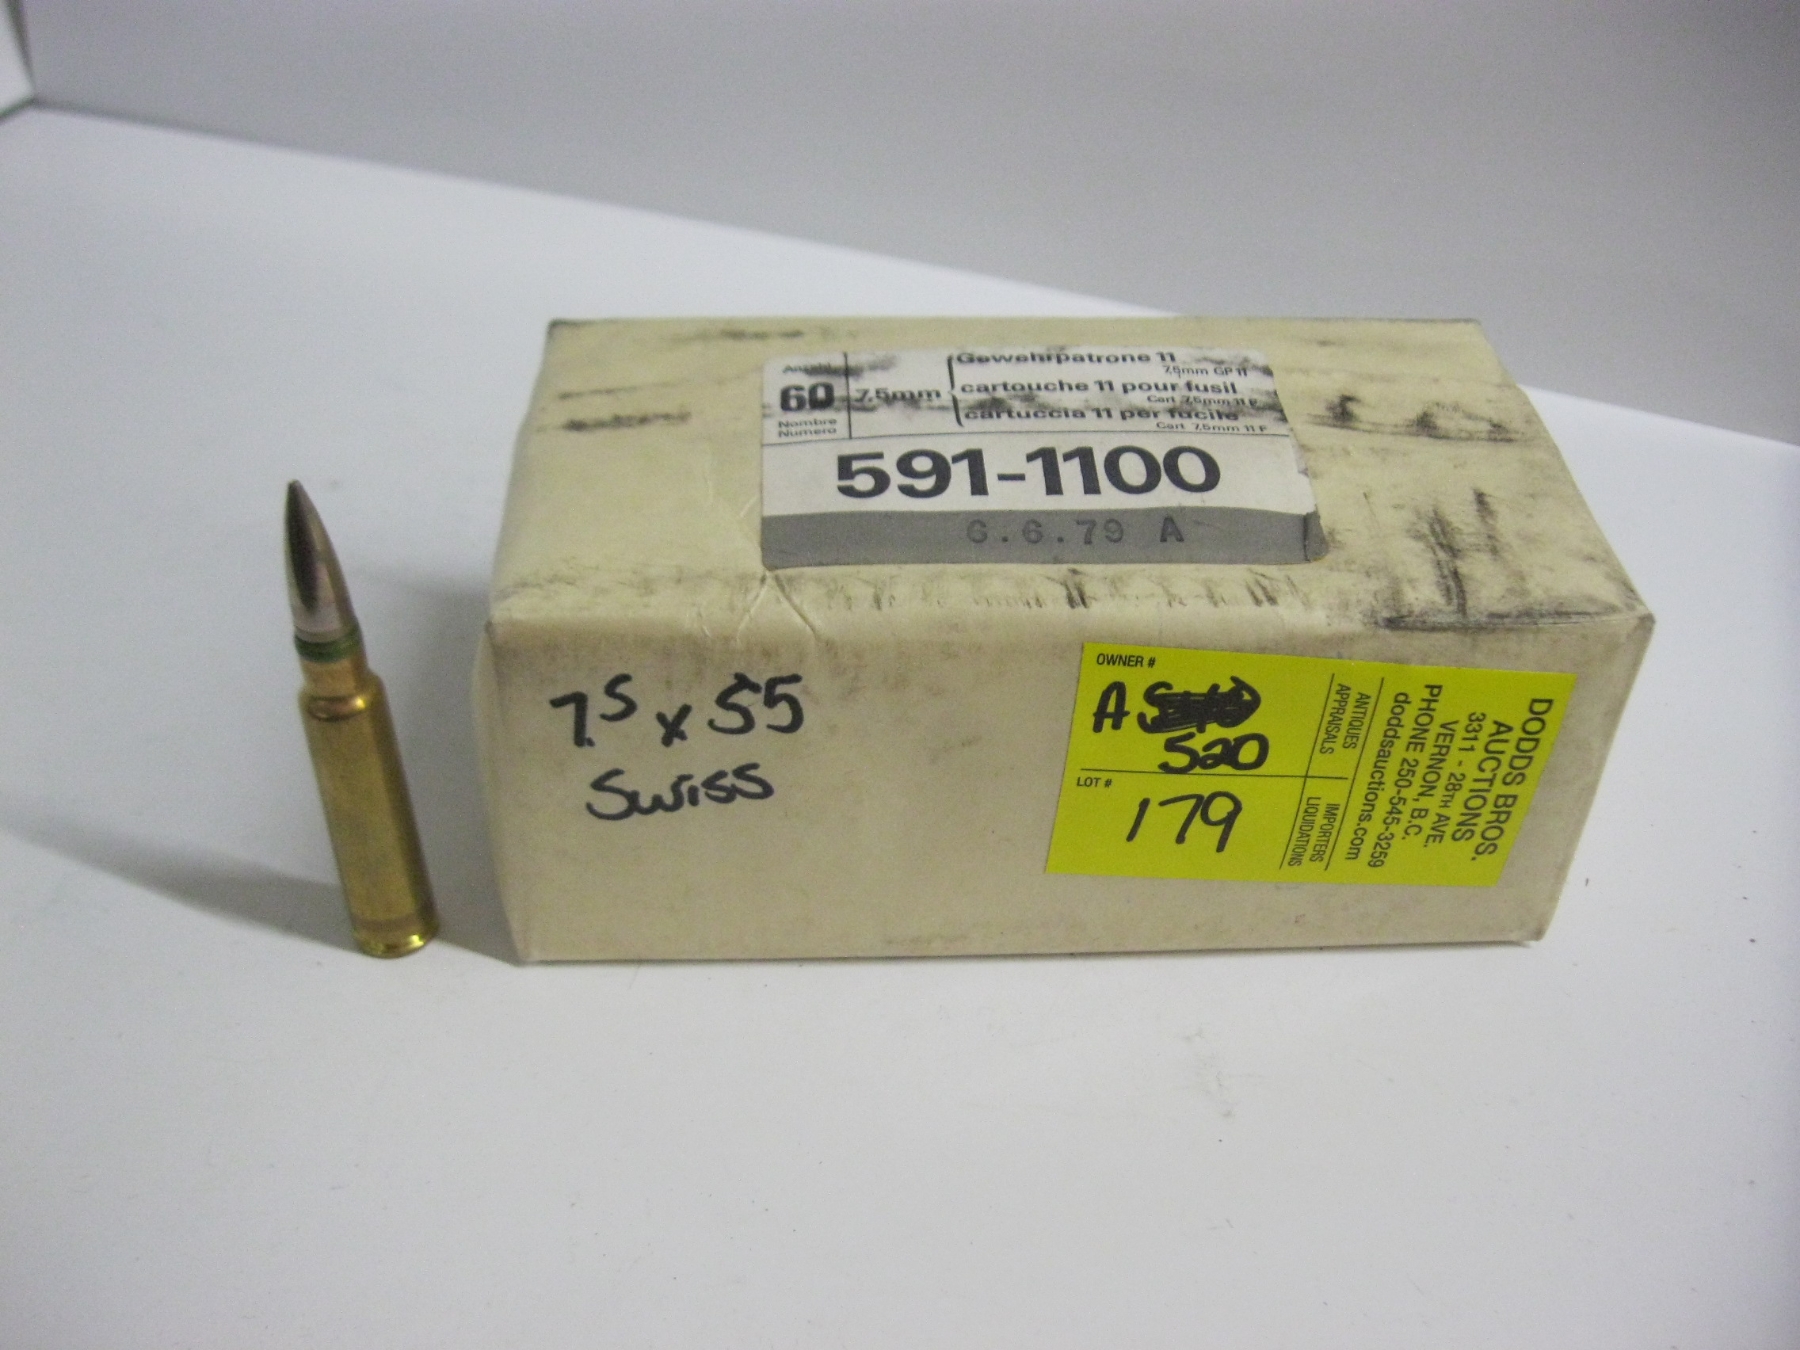 Anzahl
60
Nombre
Numero
7,5mm
Gewehrpatrone 11
7,5mm GP 11
cartouche 11 pour fusil
Cart 7,5mm 11 F
cartuccia 11 per fucile
Cart 7,5mm 11 F
591-1100
6.6.79 A
7.5 x 55
Swiss
OWNER #
A
520
LOT #
179
ANTIQUES
APPRAISALS
IMPORTERS
LIQUIDATIONS
DODDS BROS.
AUCTIONS
3311 - 28TH AVE.
VERNON, B.C.
PHONE 250-545-3259
doddsauctions.com